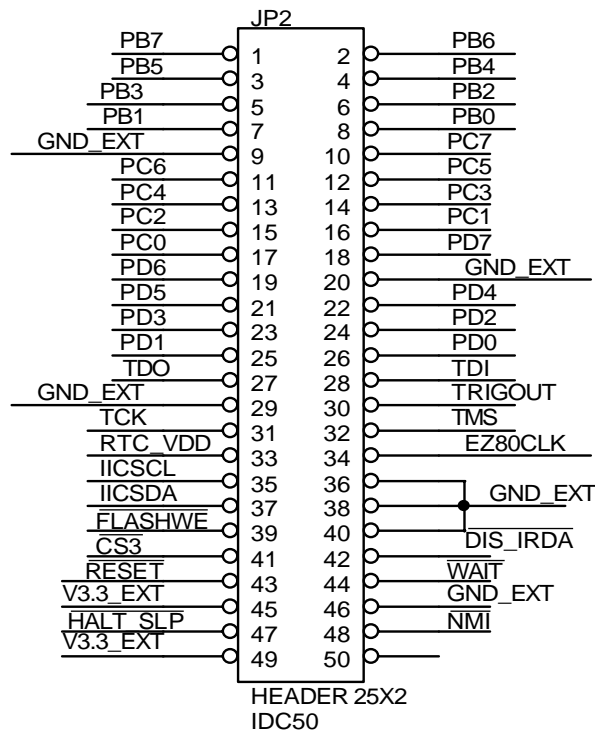 JP2
PB7 1 2 PB6
PB5 3 4 PB4
PB3 5 6 PB2
PB1 7 8 PB0
GND_EXT 9 10 PC7
PC6 11 12 PC5
PC4 13 14 PC3
PC2 15 16 PC1
PC0 17 18 PD7
PD6 19 20 GND_EXT
PD5 21 22 PD4
PD3 23 24 PD2
PD1 25 26 PD0
TDO 27 28 TDI
GND_EXT 29 30 TRIGOUT
TCK 31 32 TMS
RTC_VDD 33 34 EZ80CLK
IICSCL 35 36
IICSDA 37 38 GND_EXT
FLASHWE 39 40
CS3 41 42 DIS_IRDA
RESET 43 44 WAIT
V3.3_EXT 45 46 GND_EXT
HALT_SLP 47 48 NMI
V3.3_EXT 49 50
HEADER 25X2
IDC50